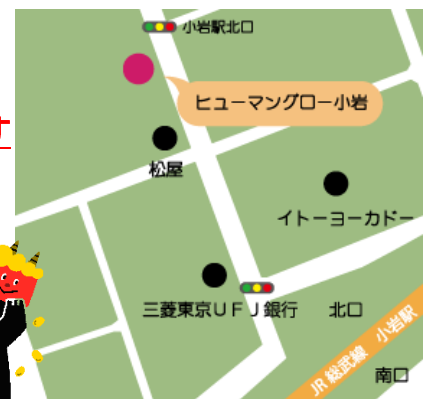 小岩駅北口
ヒューマングロー小岩
す
松屋
イトーヨーカドー
三菱東京UFJ銀行
北口
JR 総武線 小岩駅
南口